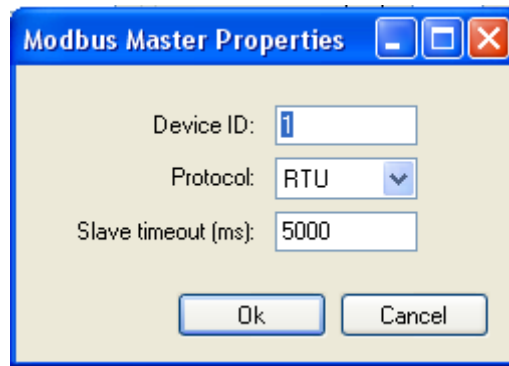 Modbus Master Properties
Device ID: 1
Protocol: RTU
Slave timeout (ms): 5000
Ok Cancel